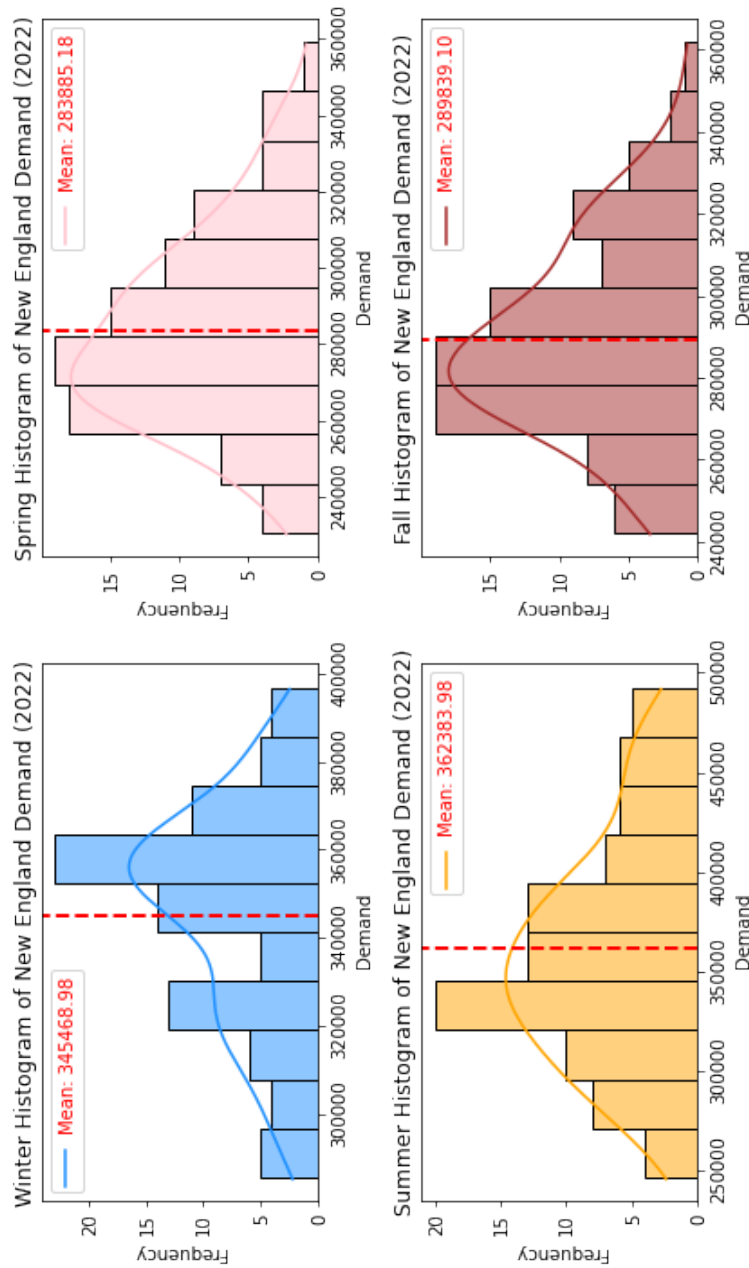 Winter Histogram of New England Demand (2022)
Mean: 345468.98
Frequency
20
15
10
5
0
300000
320000
340000
360000
380000
400000
Demand
Spring Histogram of New England Demand (2022)
Mean: 283885.18
Frequency
15
10
5
0
240000
260000
280000
300000
320000
340000
360000
Demand
Summer Histogram of New England Demand (2022)
Mean: 362383.98
Frequency
20
15
10
5
0
250000
300000
350000
400000
450000
500000
Demand
Fall Histogram of New England Demand (2022)
Mean: 289839.10
Frequency
15
10
5
0
240000
260000
280000
300000
320000
340000
360000
Demand